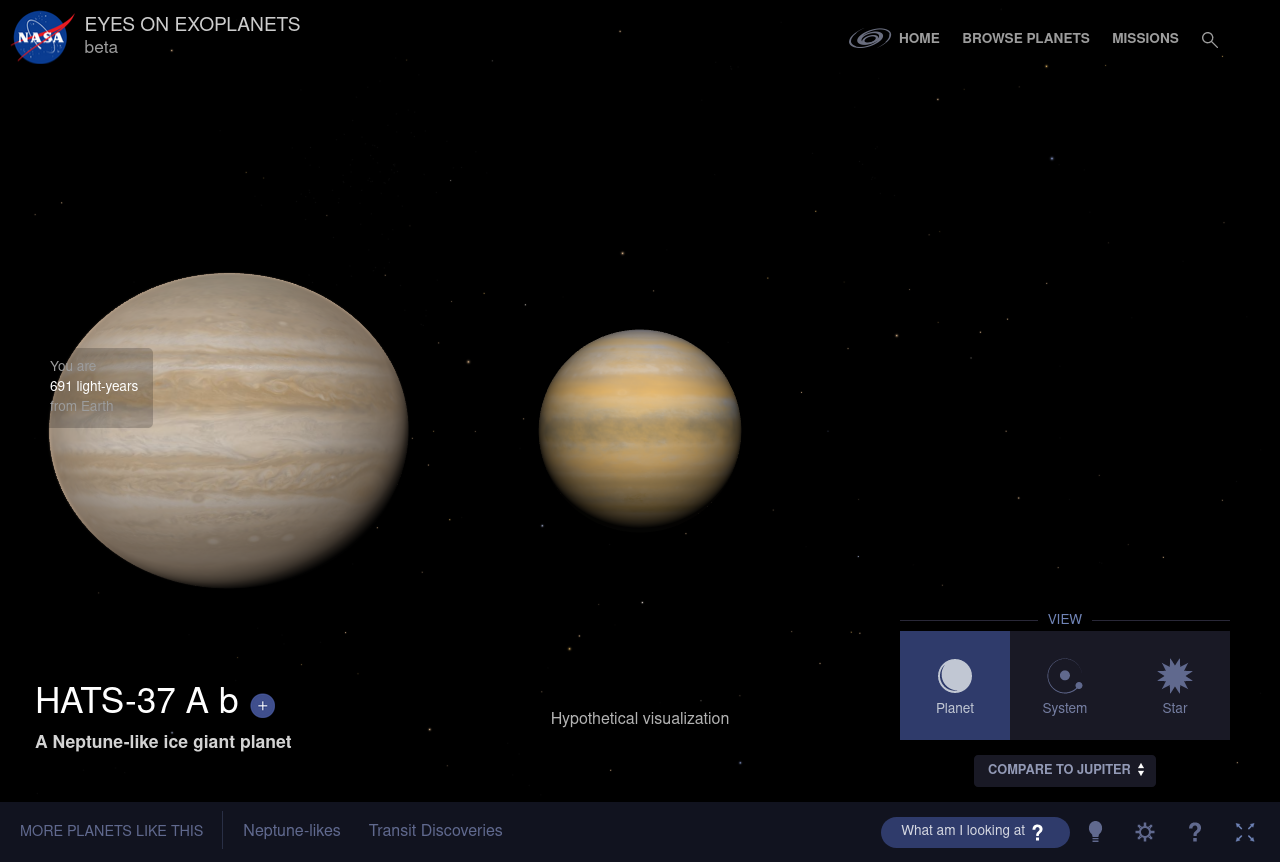 NASA
EYES ON EXOPLANETS
beta
HOME
BROWSE PLANETS
MISSIONS
You are
691 light-years
from Earth
HATS-37 A b +
A Neptune-like ice giant planet
Hypothetical visualization
VIEW
Planet
System
Star
COMPARE TO JUPITER
MORE PLANETS LIKE THIS
Neptune-likes
Transit Discoveries
What am I looking at ?
?